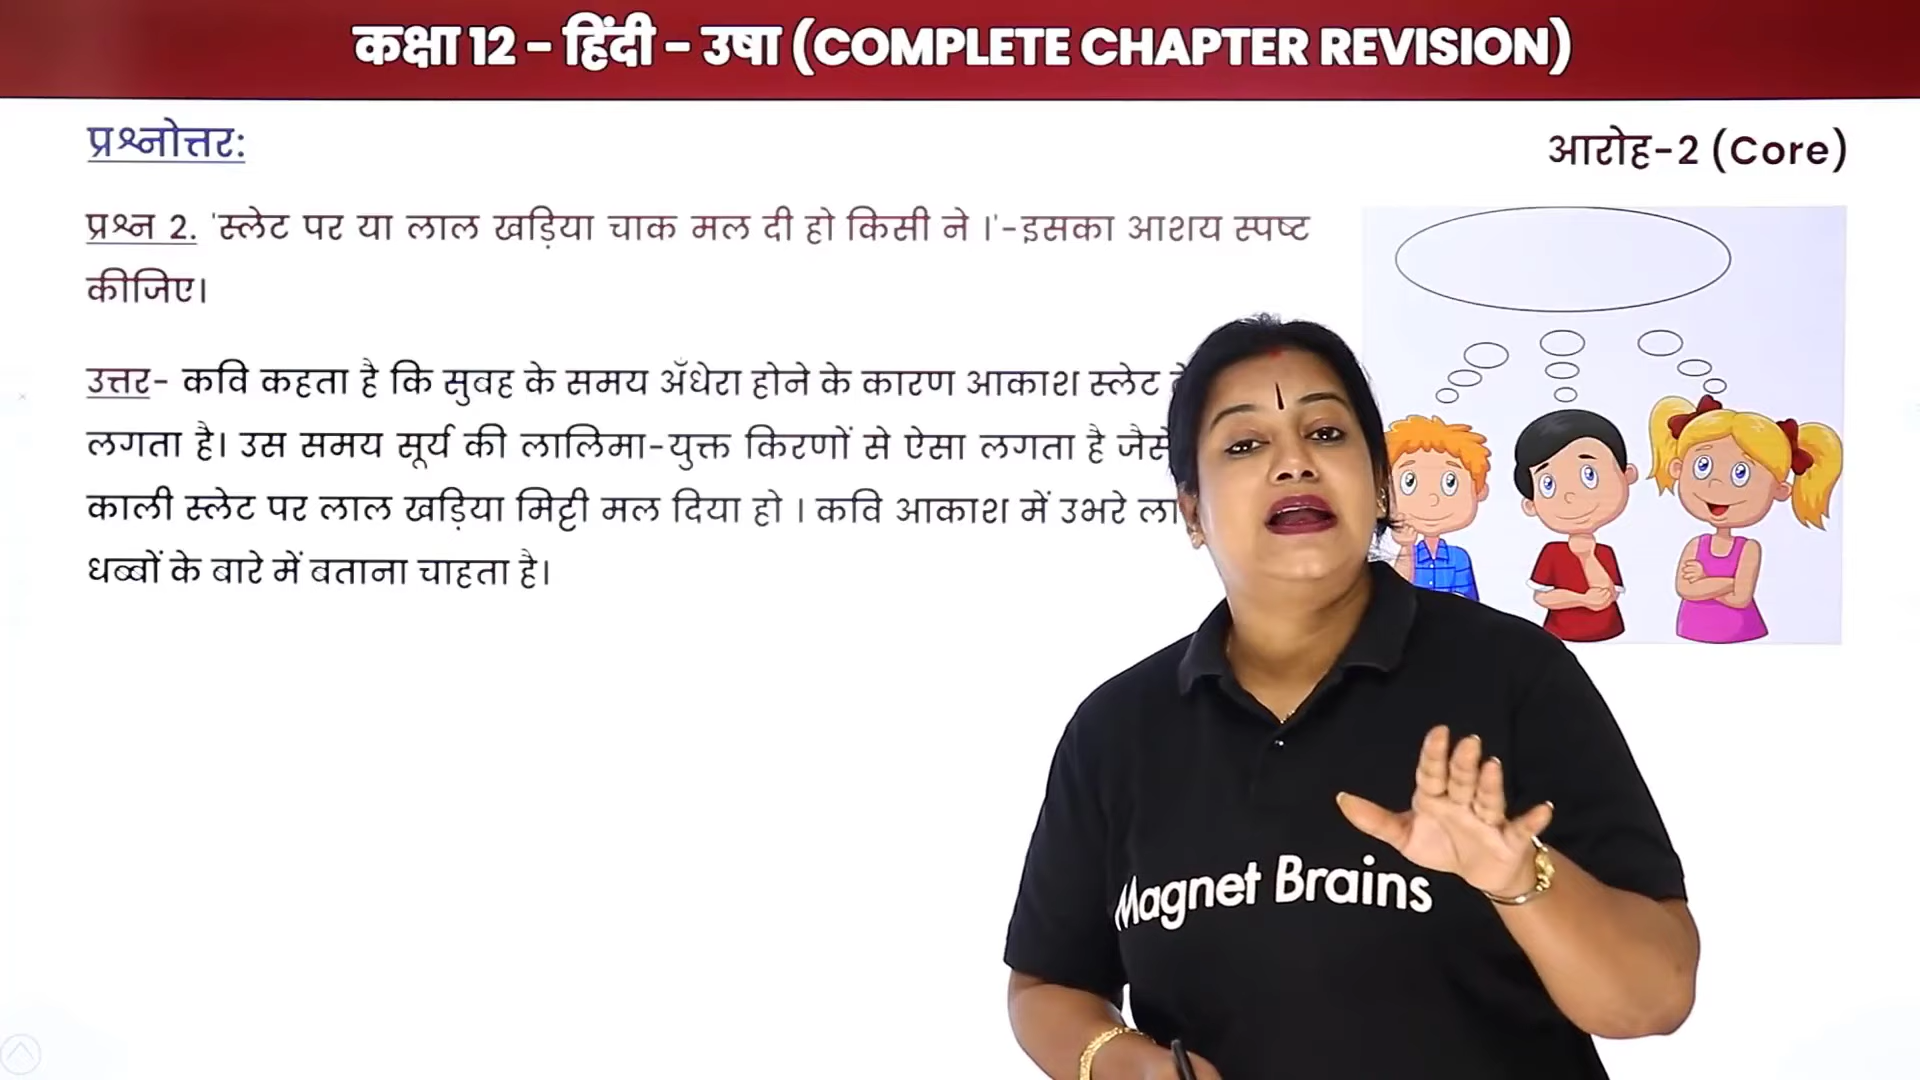 कक्षा 12 - हिंदी - उषा (COMPLETE CHAPTER REVISION)
प्रश्नोत्तर:
आरोह-2 (Core)
प्रश्न 2. 'स्लेट पर या लाल खड़िया चाक मल दी हो किसी ने ।'-इसका आशय स्पष्ट
कीजिए।
उत्तर- कवि कहता है कि सुबह के समय अँधेरा होने के कारण आकाश स्लेट
लगता है। उस समय सूर्य की लालिमा-युक्त किरणों से ऐसा लगता है जैसे
काली स्लेट पर लाल खड़िया मिट्टी मल दिया हो । कवि आकाश में उभरे
धब्बों के बारे में बताना चाहता है।
Magnet Brains